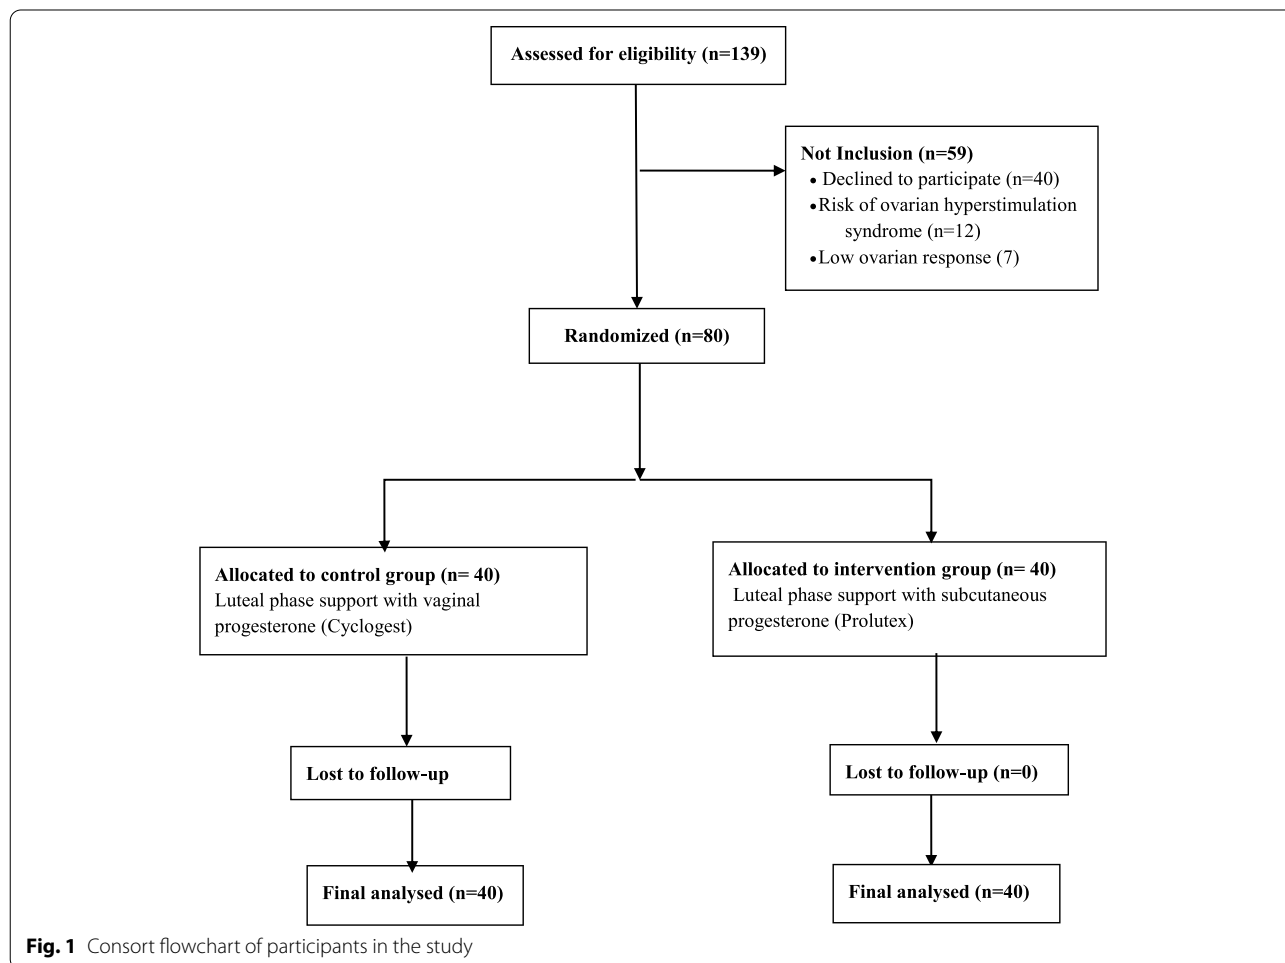 Assessed for eligibility (n=139)
Not Inclusion (n=59)
• Declined to participate (n=40)
•Risk of ovarian hyperstimulation
syndrome (n=12)
•Low ovarian response (7)
Randomized (n=80)
Allocated to control group (n= 40)
Luteal phase support with vaginal
progesterone (Cyclogest)
Allocated to intervention group (n= 40)
Luteal phase support with subcutaneous
progesterone (Prolutex)
Lost to follow-up
Lost to follow-up (n=0)
Final analysed (n=40)
Final analysed (n=40)
Fig. 1 Consort flowchart of participants in the study